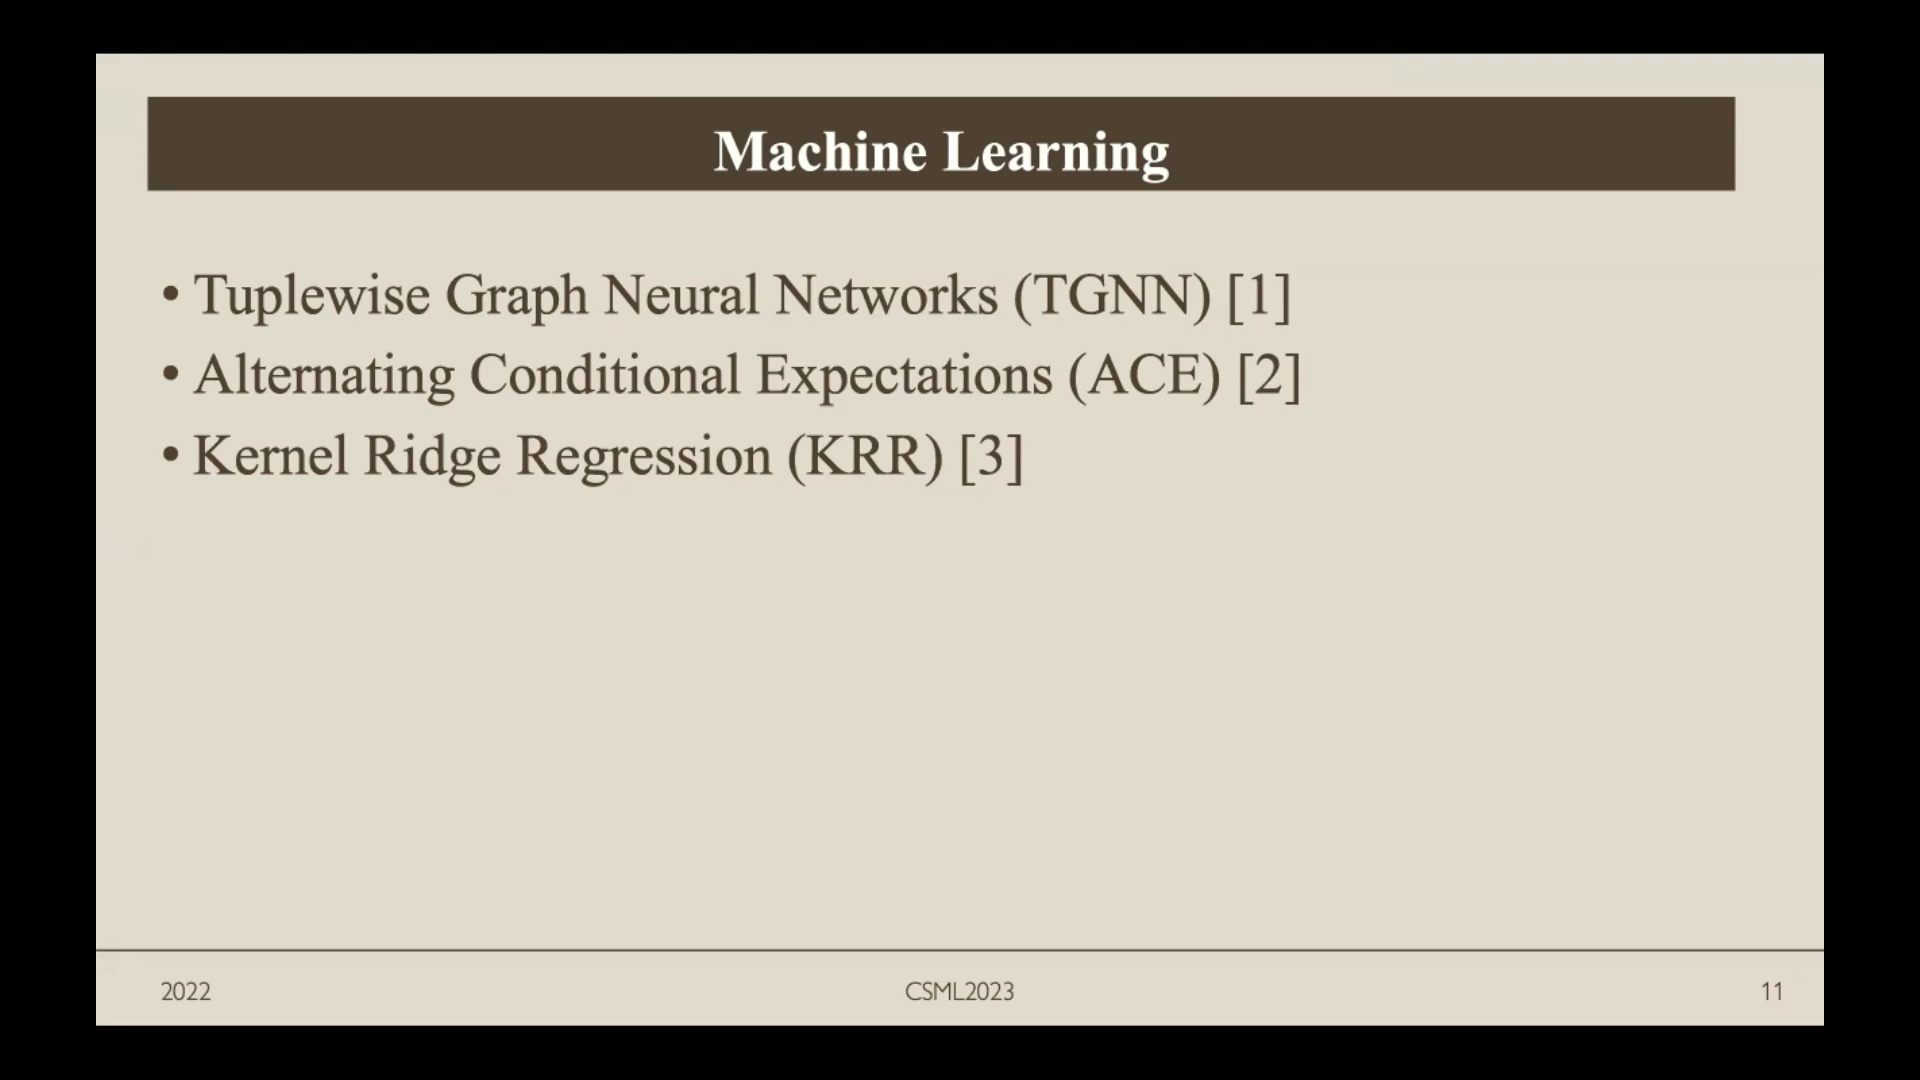 Machine Learning
• Tuplewise Graph Neural Networks (TGNN) [1]
• Alternating Conditional Expectations (ACE) [2]
• Kernel Ridge Regression (KRR) [3]
2022
CSML2023
11